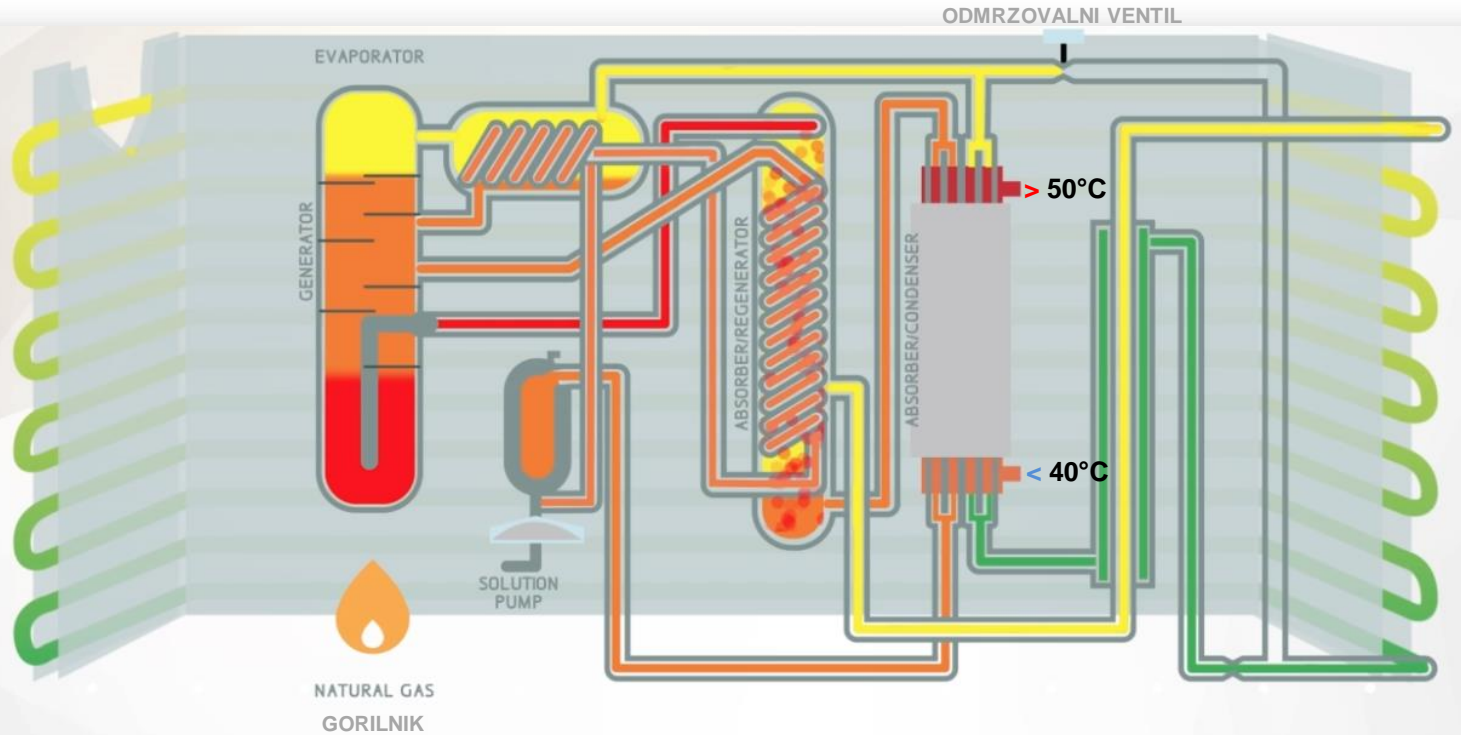 ODMRZOVALNI VENTIL
EVAPORATOR
GENERATOR
ABSORBER/REGENERATOR
ABSORBER/CONDENSER
> 50°C
< 40°C
SOLUTION
PUMP
NATURAL GAS
GORILNIK